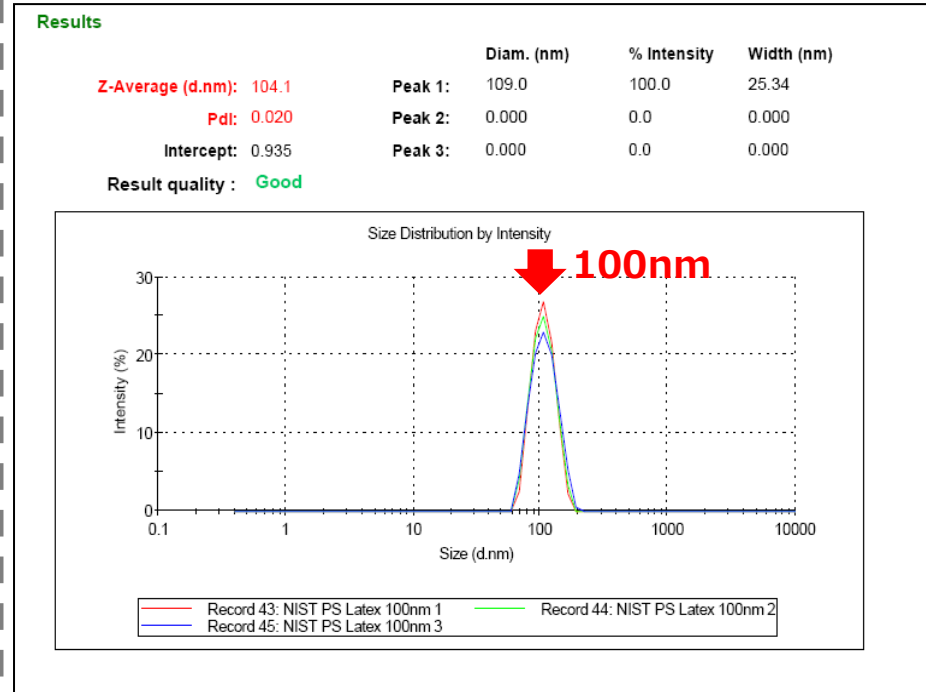 Results
Diam. (nm) % Intensity Width (nm)
Z-Average (d.nm): 104.1 Peak 1: 109.0 100.0 25.34
PdI: 0.020 Peak 2: 0.000 0.0 0.000
Intercept: 0.935 Peak 3: 0.000 0.0 0.000
Result quality : Good
Size Distribution by Intensity
100nm
30
20
10
0
Intensity (%)
0.1 1 10 100 1000 10000
Size (d.nm)
Record 43: NIST PS Latex 100nm 1 Record 44: NIST PS Latex 100nm 2
Record 45: NIST PS Latex 100nm 3